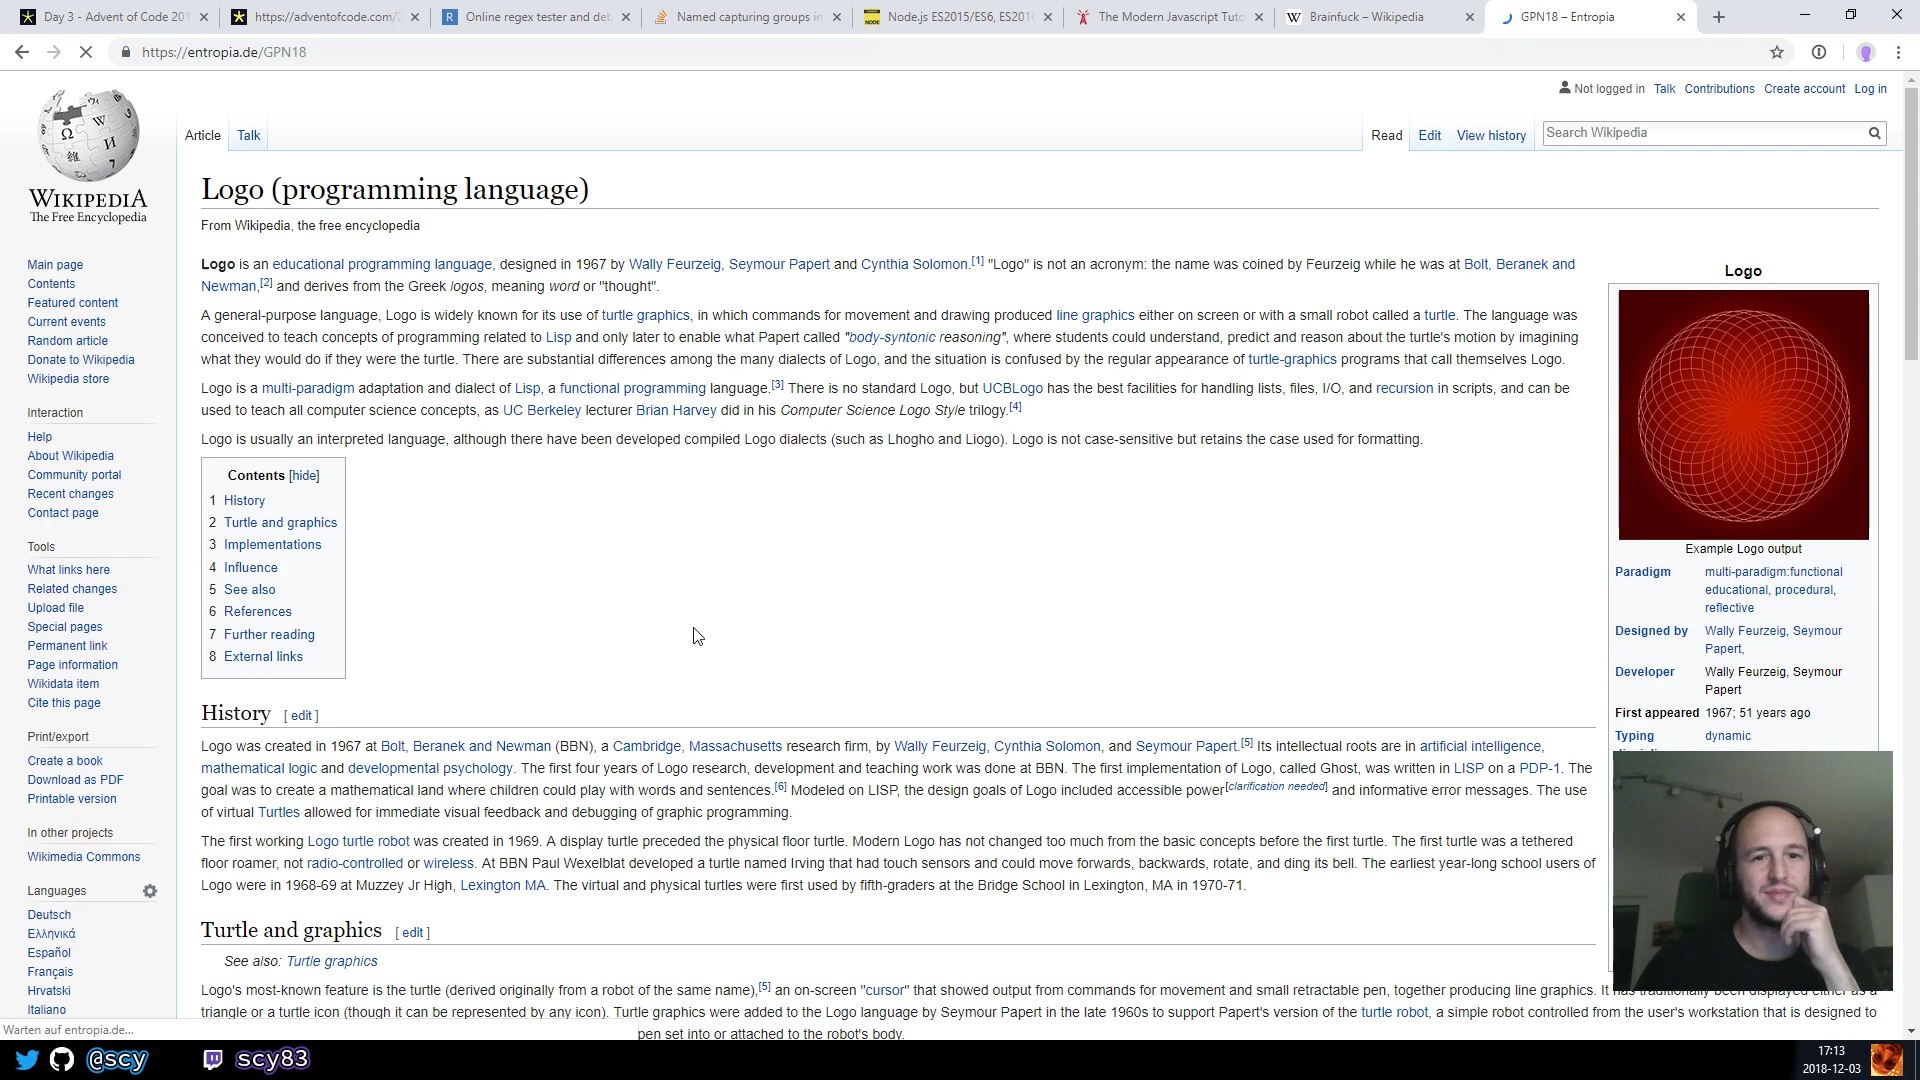 Day 3 - Advent of Code 201
https://adventofcode.com/2
Online regex tester and deb
Named capturing groups in
Node.js ES2015/ES6, ES2016
The Modern Javascript Tuto
Brainfuck – Wikipedia
GPN18 – Entropia
https://entropia.de/GPN18
Not logged in Talk Contributions Create account Log in
Article Talk Read Edit View history Search Wikipedia
WIKIPEDIA
The Free Encyclopedia
Main page
Contents
Featured content
Current events
Random article
Donate to Wikipedia
Wikipedia store
Interaction
Help
About Wikipedia
Community portal
Recent changes
Contact page
Tools
What links here
Related changes
Upload file
Special pages
Permanent link
Page information
Wikidata item
Cite this page
Print/export
Create a book
Download as PDF
Printable version
In other projects
Wikimedia Commons
Languages
Deutsch
Ελληνικά
Español
Français
Hrvatski
Italiano
Logo (programming language)
From Wikipedia, the free encyclopedia
Logo is an educational programming language, designed in 1967 by Wally Feurzeig, Seymour Papert and Cynthia Solomon.[1] "Logo" is not an acronym: the name was coined by Feurzeig while he was at Bolt, Beranek and
Newman,[2] and derives from the Greek logos, meaning word or "thought".
A general-purpose language, Logo is widely known for its use of turtle graphics, in which commands for movement and drawing produced line graphics either on screen or with a small robot called a turtle. The language was
conceived to teach concepts of programming related to Lisp and only later to enable what Papert called "body-syntonic reasoning", where students could understand, predict and reason about the turtle's motion by imagining
what they would do if they were the turtle. There are substantial differences among the many dialects of Logo, and the situation is confused by the regular appearance of turtle-graphics programs that call themselves Logo.
Logo is a multi-paradigm adaptation and dialect of Lisp, a functional programming language.[3] There is no standard Logo, but UCBLogo has the best facilities for handling lists, files, I/O, and recursion in scripts, and can be
used to teach all computer science concepts, as UC Berkeley lecturer Brian Harvey did in his Computer Science Logo Style trilogy.[4]
Logo is usually an interpreted language, although there have been developed compiled Logo dialects (such as Lhogho and Liogo). Logo is not case-sensitive but retains the case used for formatting.
Contents [hide]
1 History
2 Turtle and graphics
3 Implementations
4 Influence
5 See also
6 References
7 Further reading
8 External links
Logo
Example Logo output
Paradigm multi-paradigm:functional
educational, procedural,
reflective
Designed by Wally Feurzeig, Seymour
Papert,
Developer Wally Feurzeig, Seymour
Papert
First appeared 1967; 51 years ago
Typing dynamic
History [ edit ]
Logo was created in 1967 at Bolt, Beranek and Newman (BBN), a Cambridge, Massachusetts research firm, by Wally Feurzeig, Cynthia Solomon, and Seymour Papert.[5] Its intellectual roots are in artificial intelligence,
mathematical logic and developmental psychology. The first four years of Logo research, development and teaching work was done at BBN. The first implementation of Logo, called Ghost, was written in LISP on a PDP-1. The
goal was to create a mathematical land where children could play with words and sentences.[6] Modeled on LISP, the design goals of Logo included accessible power[clarification needed] and informative error messages. The use
of virtual Turtles allowed for immediate visual feedback and debugging of graphic programming.
The first working Logo turtle robot was created in 1969. A display turtle preceded the physical floor turtle. Modern Logo has not changed too much from the basic concepts before the first turtle. The first turtle was a tethered
floor roamer, not radio-controlled or wireless. At BBN Paul Wexelblat developed a turtle named Irving that had touch sensors and could move forwards, backwards, rotate, and ding its bell. The earliest year-long school users of
Logo were in 1968-69 at Muzzey Jr High, Lexington MA. The virtual and physical turtles were first used by fifth-graders at the Bridge School in Lexington, MA in 1970-71.
Turtle and graphics [ edit ]
See also: Turtle graphics
Logo's most-known feature is the turtle (derived originally from a robot of the same name),[5] an on-screen "cursor" that showed output from commands for movement and small retractable pen, together producing line graphics. It has traditionally been displayed either as a
triangle or a turtle icon (though it can be represented by any icon). Turtle graphics were added to the Logo language by Seymour Papert in the late 1960s to support Papert's version of the turtle robot, a simple robot controlled from the user's workstation that is designed to
pen set into or attached to the robot's body.
Warten auf entropia.de...
@scy scy83
17:13
2018-12-03